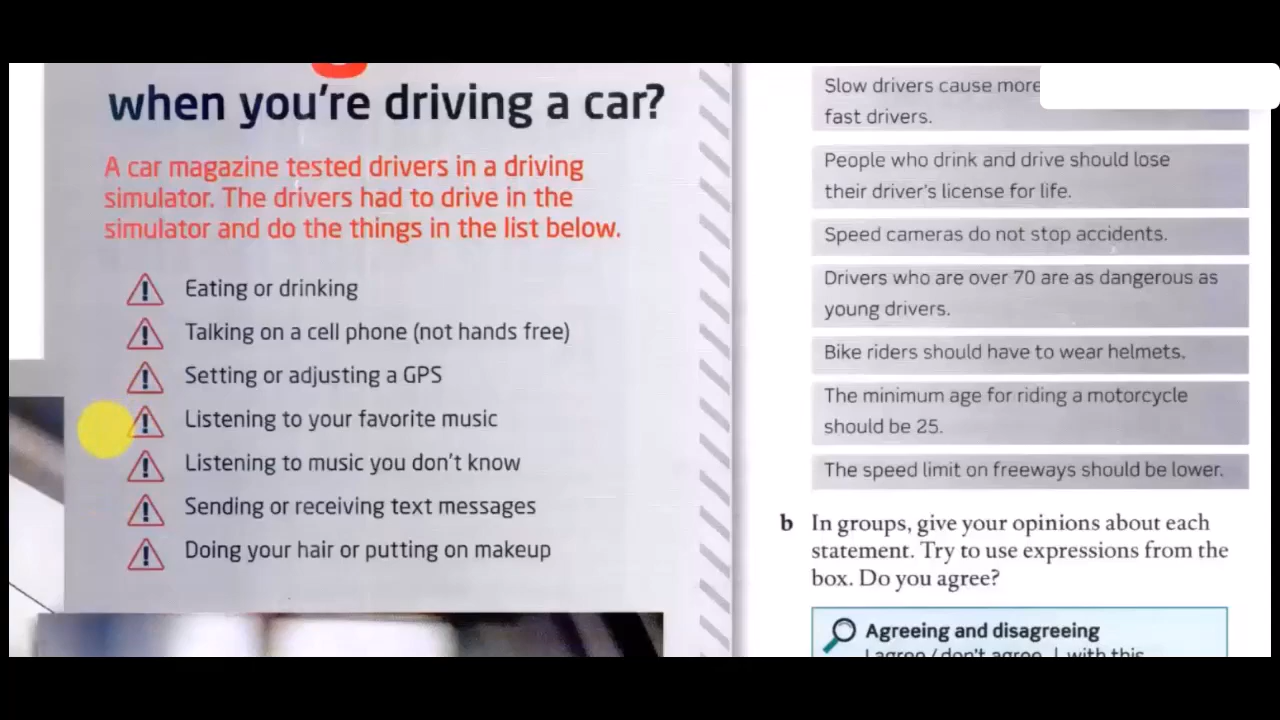 when you're driving a car?
A car magazine tested drivers in a driving
simulator. The drivers had to drive in the
simulator and do the things in the list below.
Eating or drinking
Talking on a cell phone (not hands free)
Setting or adjusting a GPS
Listening to your favorite music
Listening to music you don't know
Sending or receiving text messages
Doing your hair or putting on makeup
Slow drivers cause more
fast drivers.
People who drink and drive should lose
their driver's license for life.
Speed cameras do not stop accidents.
Drivers who are over 70 are as dangerous as
young drivers.
Bike riders should have to wear helmets.
The minimum age for riding a motorcycle
should be 25.
The speed limit on freeways should be lower.
b In groups, give your opinions about each
statement. Try to use expressions from the
box. Do you agree?
Agreeing and disagreeing
I agree / don't agree with this